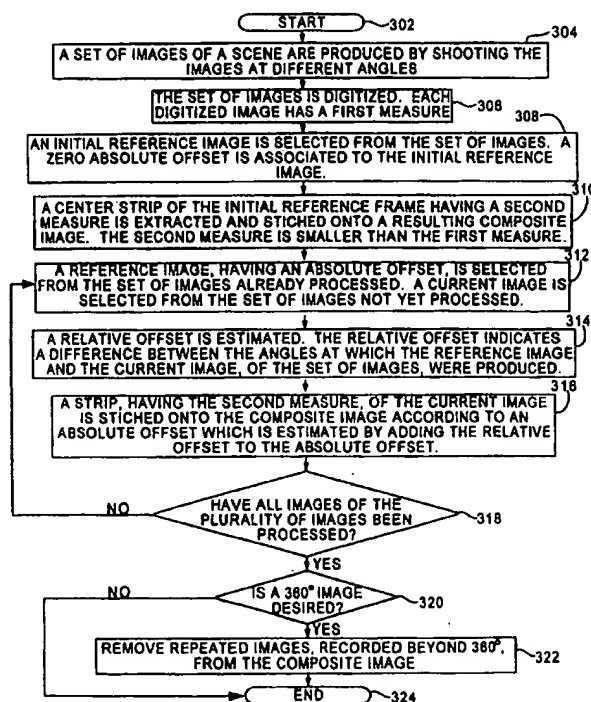 START
302
304
A SET OF IMAGES OF A SCENE ARE PRODUCED BY SHOOTING THE
IMAGES AT DIFFERENT ANGLES
THE SET OF IMAGES IS DIGITIZED. EACH
DIGITIZED IMAGE HAS A FIRST MEASURE
308
308
AN INITIAL REFERENCE IMAGE IS SELECTED FROM THE SET OF IMAGES. A
ZERO ABSOLUTE OFFSET IS ASSOCIATED TO THE INITIAL REFERENCE
IMAGE.
310
A CENTER STRIP OF THE INITIAL REFERENCE FRAME HAVING A SECOND
MEASURE IS EXTRACTED AND STICHED ONTO A RESULTING COMPOSITE
IMAGE. THE SECOND MEASURE IS SMALLER THAN THE FIRST MEASURE.
312
A REFERENCE IMAGE, HAVING AN ABSOLUTE OFFSET, IS SELECTED
FROM THE SET OF IMAGES ALREADY PROCESSED. A CURRENT IMAGE IS
SELECTED FROM THE SET OF IMAGES NOT YET PROCESSED.
314
A RELATIVE OFFSET IS ESTIMATED. THE RELATIVE OFFSET INDICATES
A DIFFERENCE BETWEEN THE ANGLES AT WHICH THE REFERENCE IMAGE
AND THE CURRENT IMAGE, OF THE SET OF IMAGES, WERE PRODUCED.
318
A STRIP, HAVING THE SECOND MEASURE, OF THE CURRENT IMAGE
IS STICHED ONTO THE COMPOSITE IMAGE ACCORDING TO AN
ABSOLUTE OFFSET WHICH IS ESTIMATED BY ADDING THE RELATIVE
OFFSET TO THE ABSOLUTE OFFSET.
NO
HAVE ALL IMAGES OF THE
PLURALITY OF IMAGES BEEN
PROCESSED?
318
YES
NO
IS A 360° IMAGE
DESIRED?
320
YES
REMOVE REPEATED IMAGES, RECORDED BEYOND 360°,
FROM THE COMPOSITE IMAGE
322
END
324